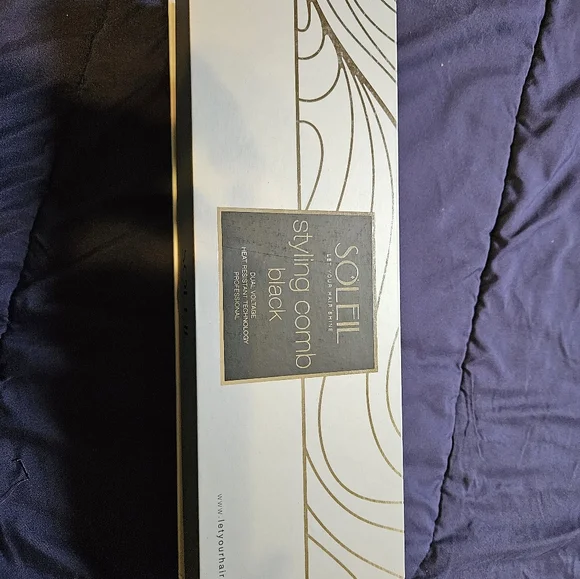 SOLEIL
LET YOUR HAIR SHINE
styling comb
black
DUAL VOLTAGE
HEAT RESISTANT TECHNOLOGY
PROFESSIONAL
www.letyourhair